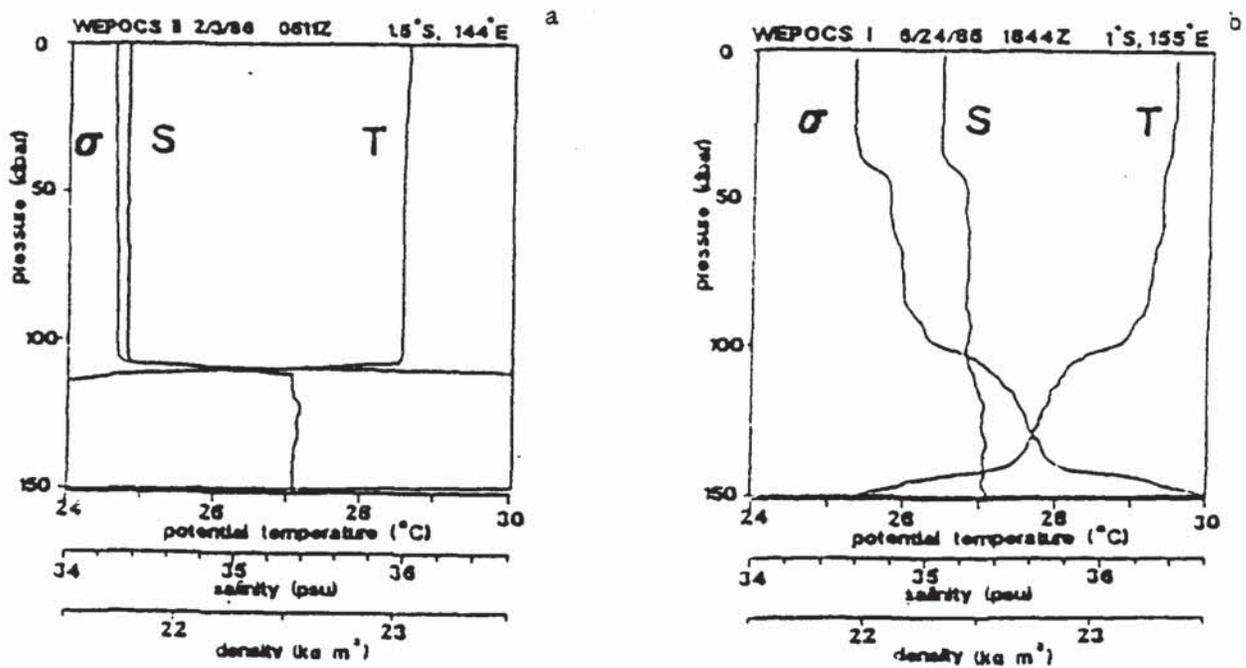 a
WEPOCS II 2/3/86 0511Z 1.5°S, 144°E
0
50
100
150
pressure (dbar)
σ S T
24 26 28 30
potential temperature (°C)
34 35 36
salinity (psu)
22 23
density (kg m³)
b
WEPOCS I 6/24/85 1844Z 1°S, 155°E
0
50
100
150
pressure (dbar)
σ S T
24 26 28 30
potential temperature (°C)
34 35 36
salinity (psu)
22 23
density (kg m³)